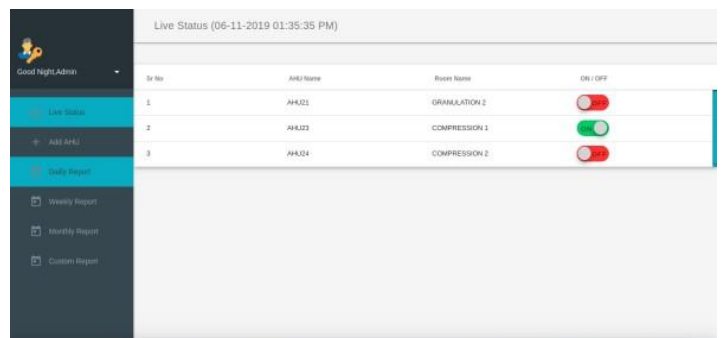 Live Status (06-11-2019 01:35:35 PM)
Good Night,Admin
Sr No AHU Name Room Name ON / OFF
1 AHU21 GRANULATION 2 OFF
2 AHU23 COMPRESSION 1 ON
3 AHU24 COMPRESSION 2 OFF
Live Status
Add AHU
Daily Report
Weekly Report
Monthly Report
Custom Report